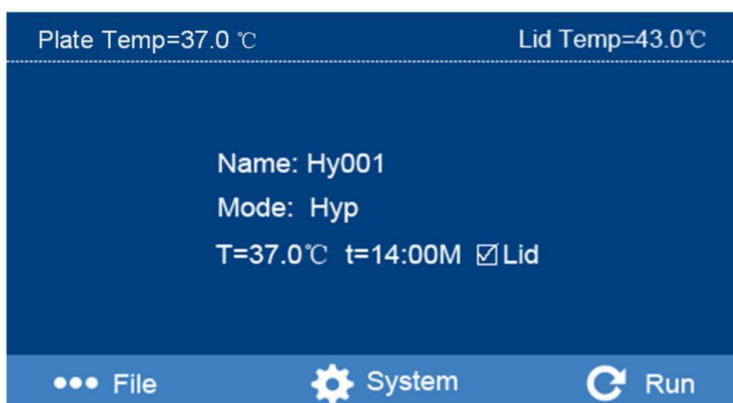 Plate Temp=37.0 ℃ Lid Temp=43.0℃
Name: Hy001
Mode: Hyp
T=37.0℃ t=14:00M ☑Lid
File System Run